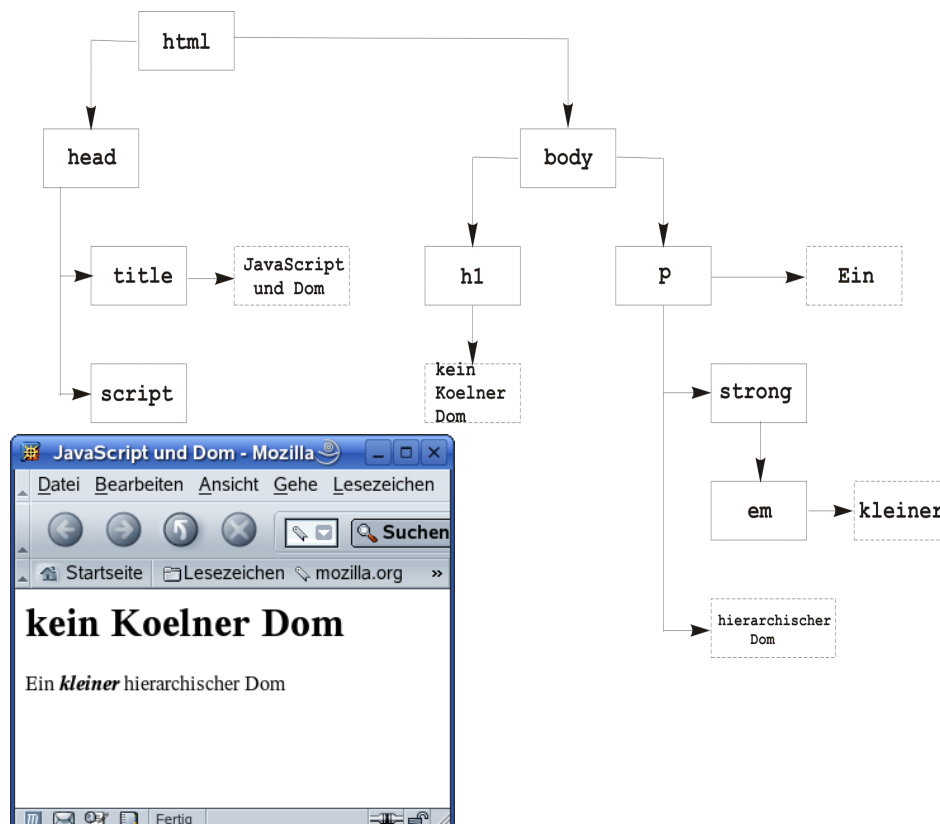 html
head
body
title
JavaScript
und Dom
h1
p
Ein
script
kein
Koelner
Dom
strong
em
kleiner
hierarchischer
Dom
JavaScript und Dom - Mozilla
Datei Bearbeiten Ansicht Gehe Lesezeichen
Suchen
Startseite Lesezeichen mozilla.org »
kein Koelner Dom
Ein kleiner hierarchischer Dom
Fertig